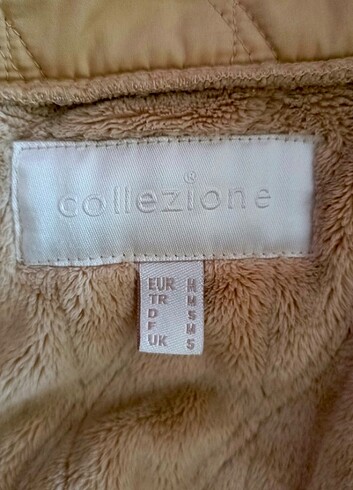 collezione®
EUR M
TR M
D S
F M
UK S